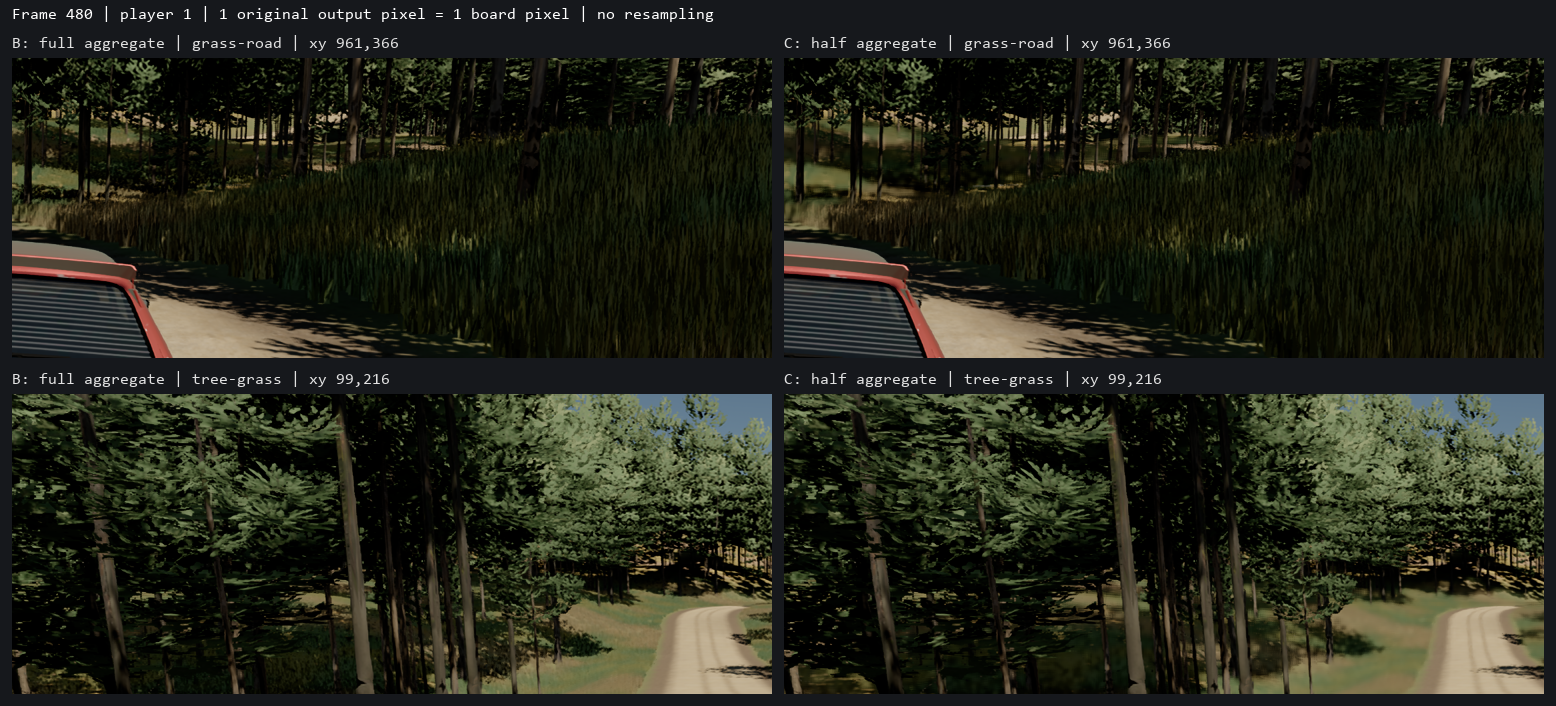 Frame 480 | player 1 | 1 original output pixel = 1 board pixel | no resampling
B: full aggregate | grass-road | xy 961,366
C: half aggregate | grass-road | xy 961,366
B: full aggregate | tree-grass | xy 99,216
C: half aggregate | tree-grass | xy 99,216